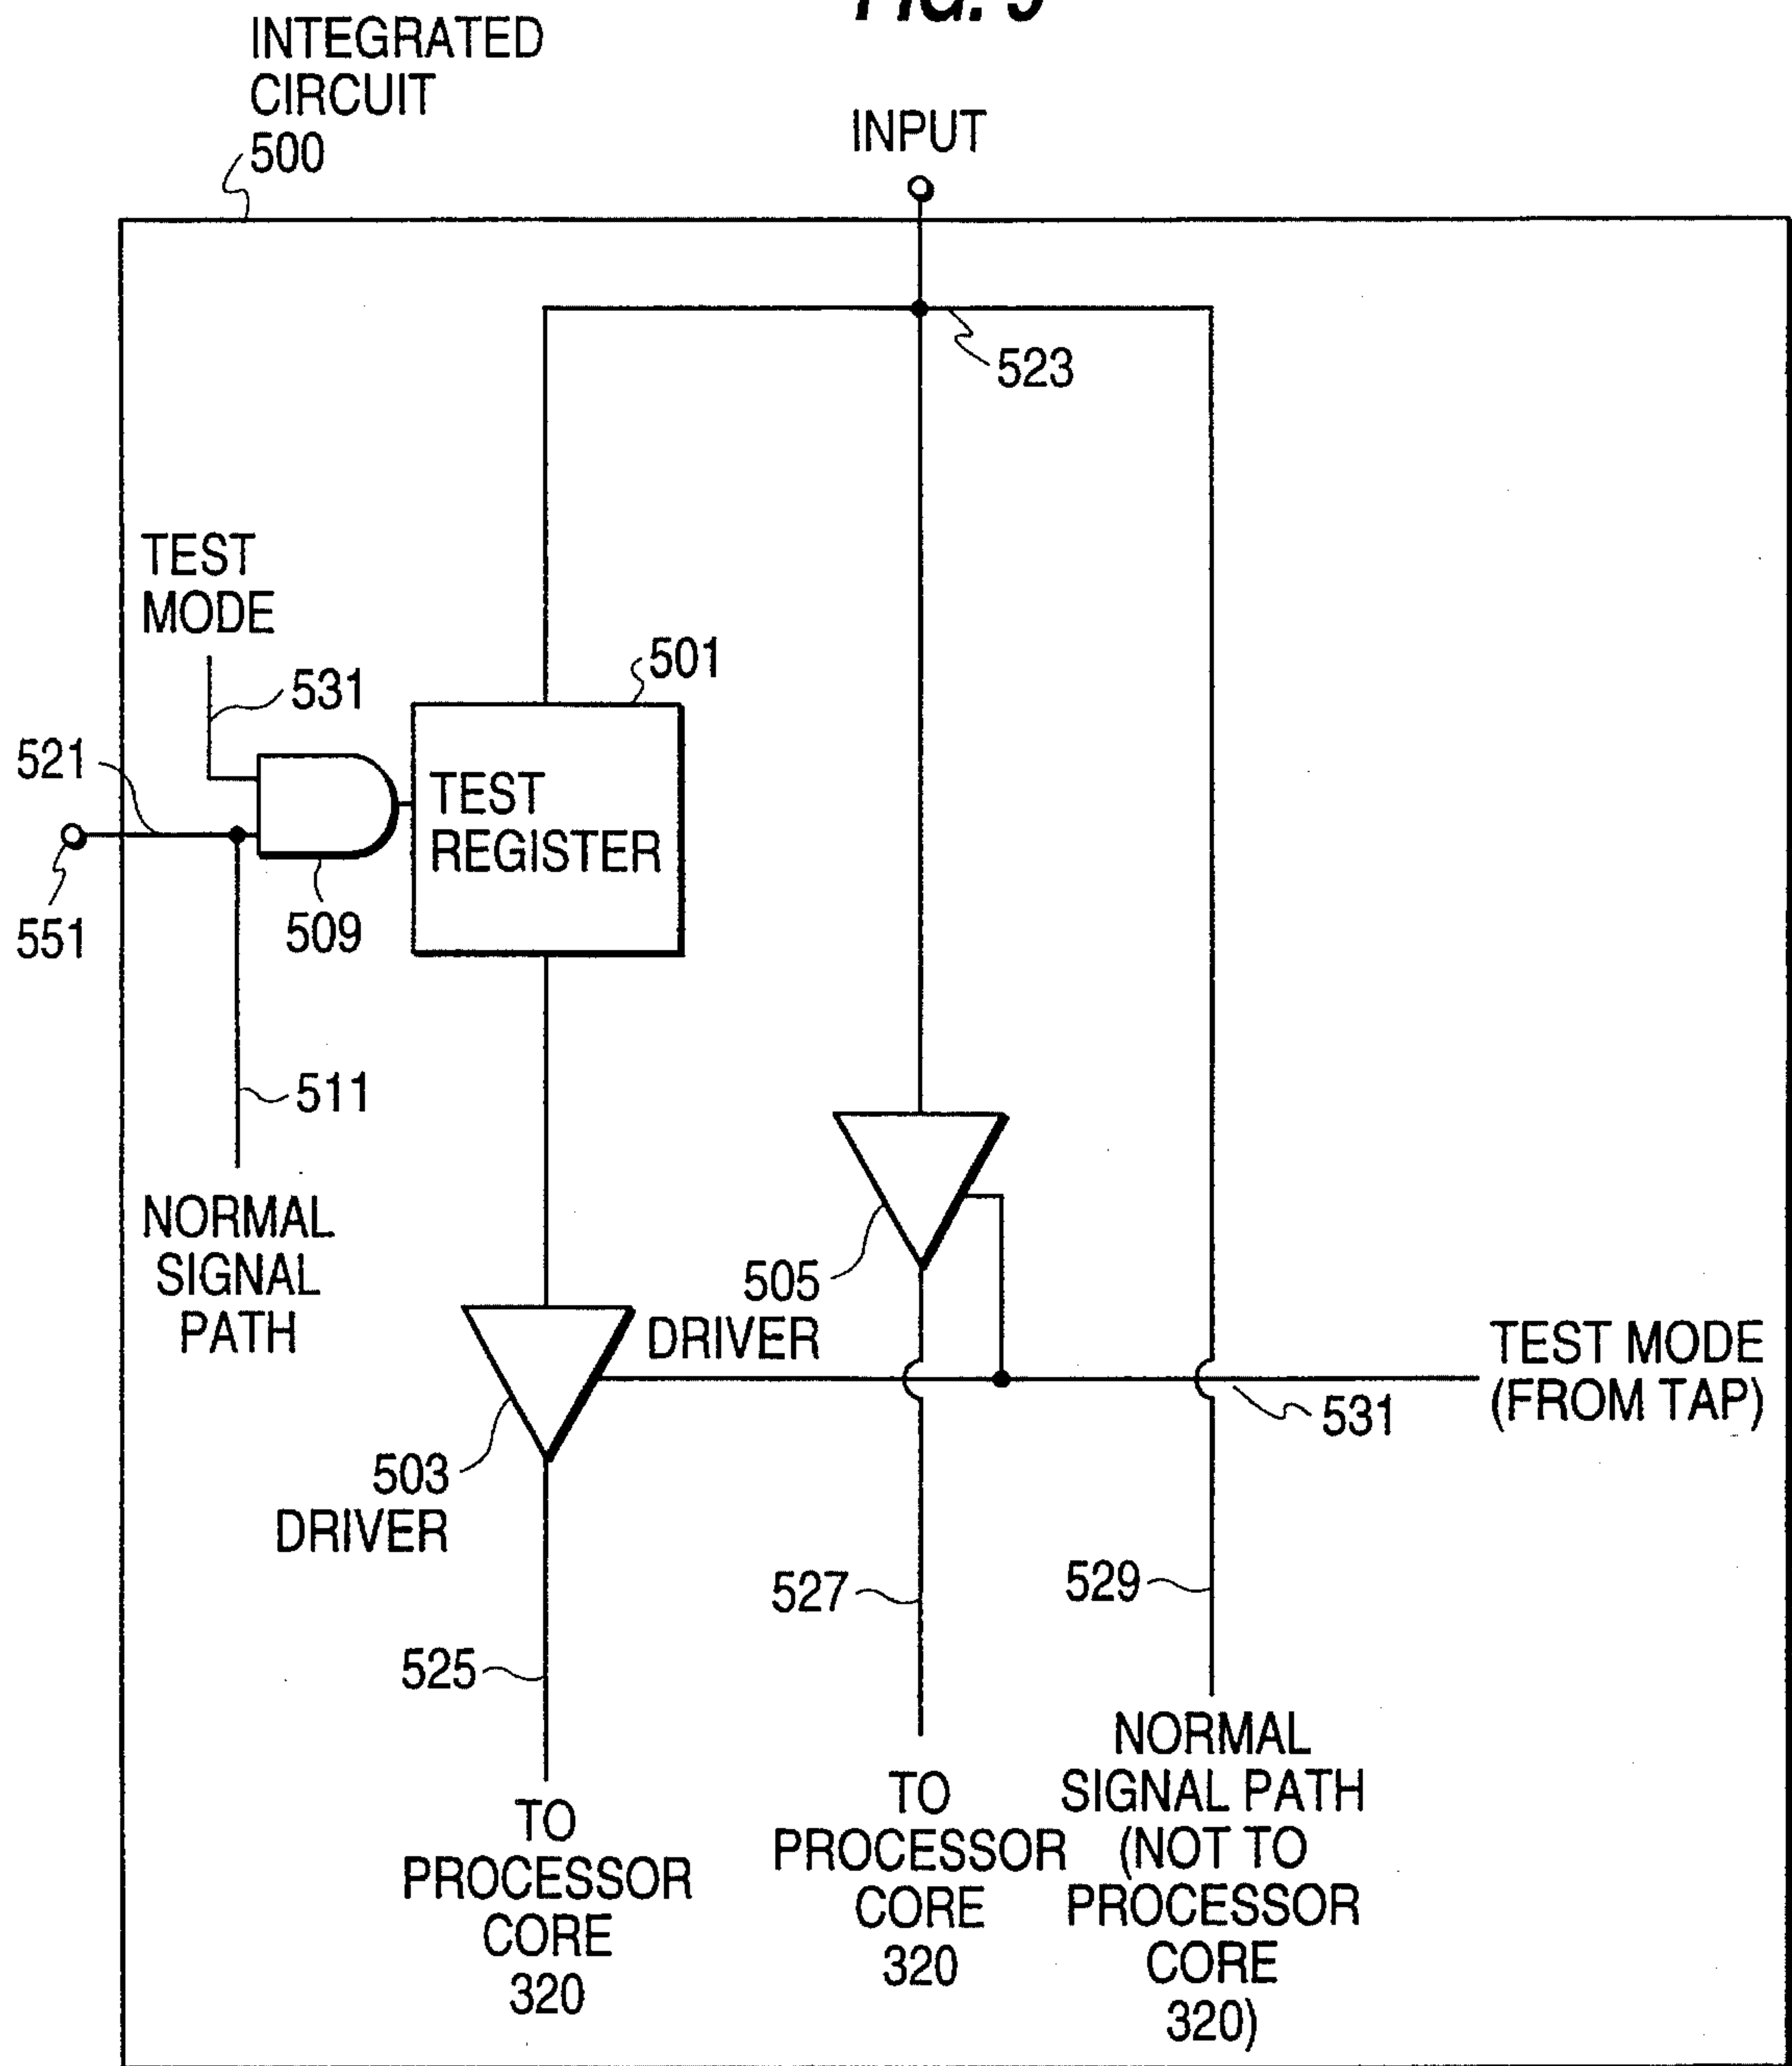 INTEGRATED
CIRCUIT
500
INPUT
523
TEST
MODE
531
501
521
TEST
REGISTER
551
509
511
NORMAL
SIGNAL
PATH
505
DRIVER
TEST MODE
(FROM TAP)
531
503
DRIVER
527
529
525
TO
PROCESSOR
CORE
320
TO
PROCESSOR
CORE
320
NORMAL
SIGNAL PATH
(NOT TO
PROCESSOR
CORE
320)